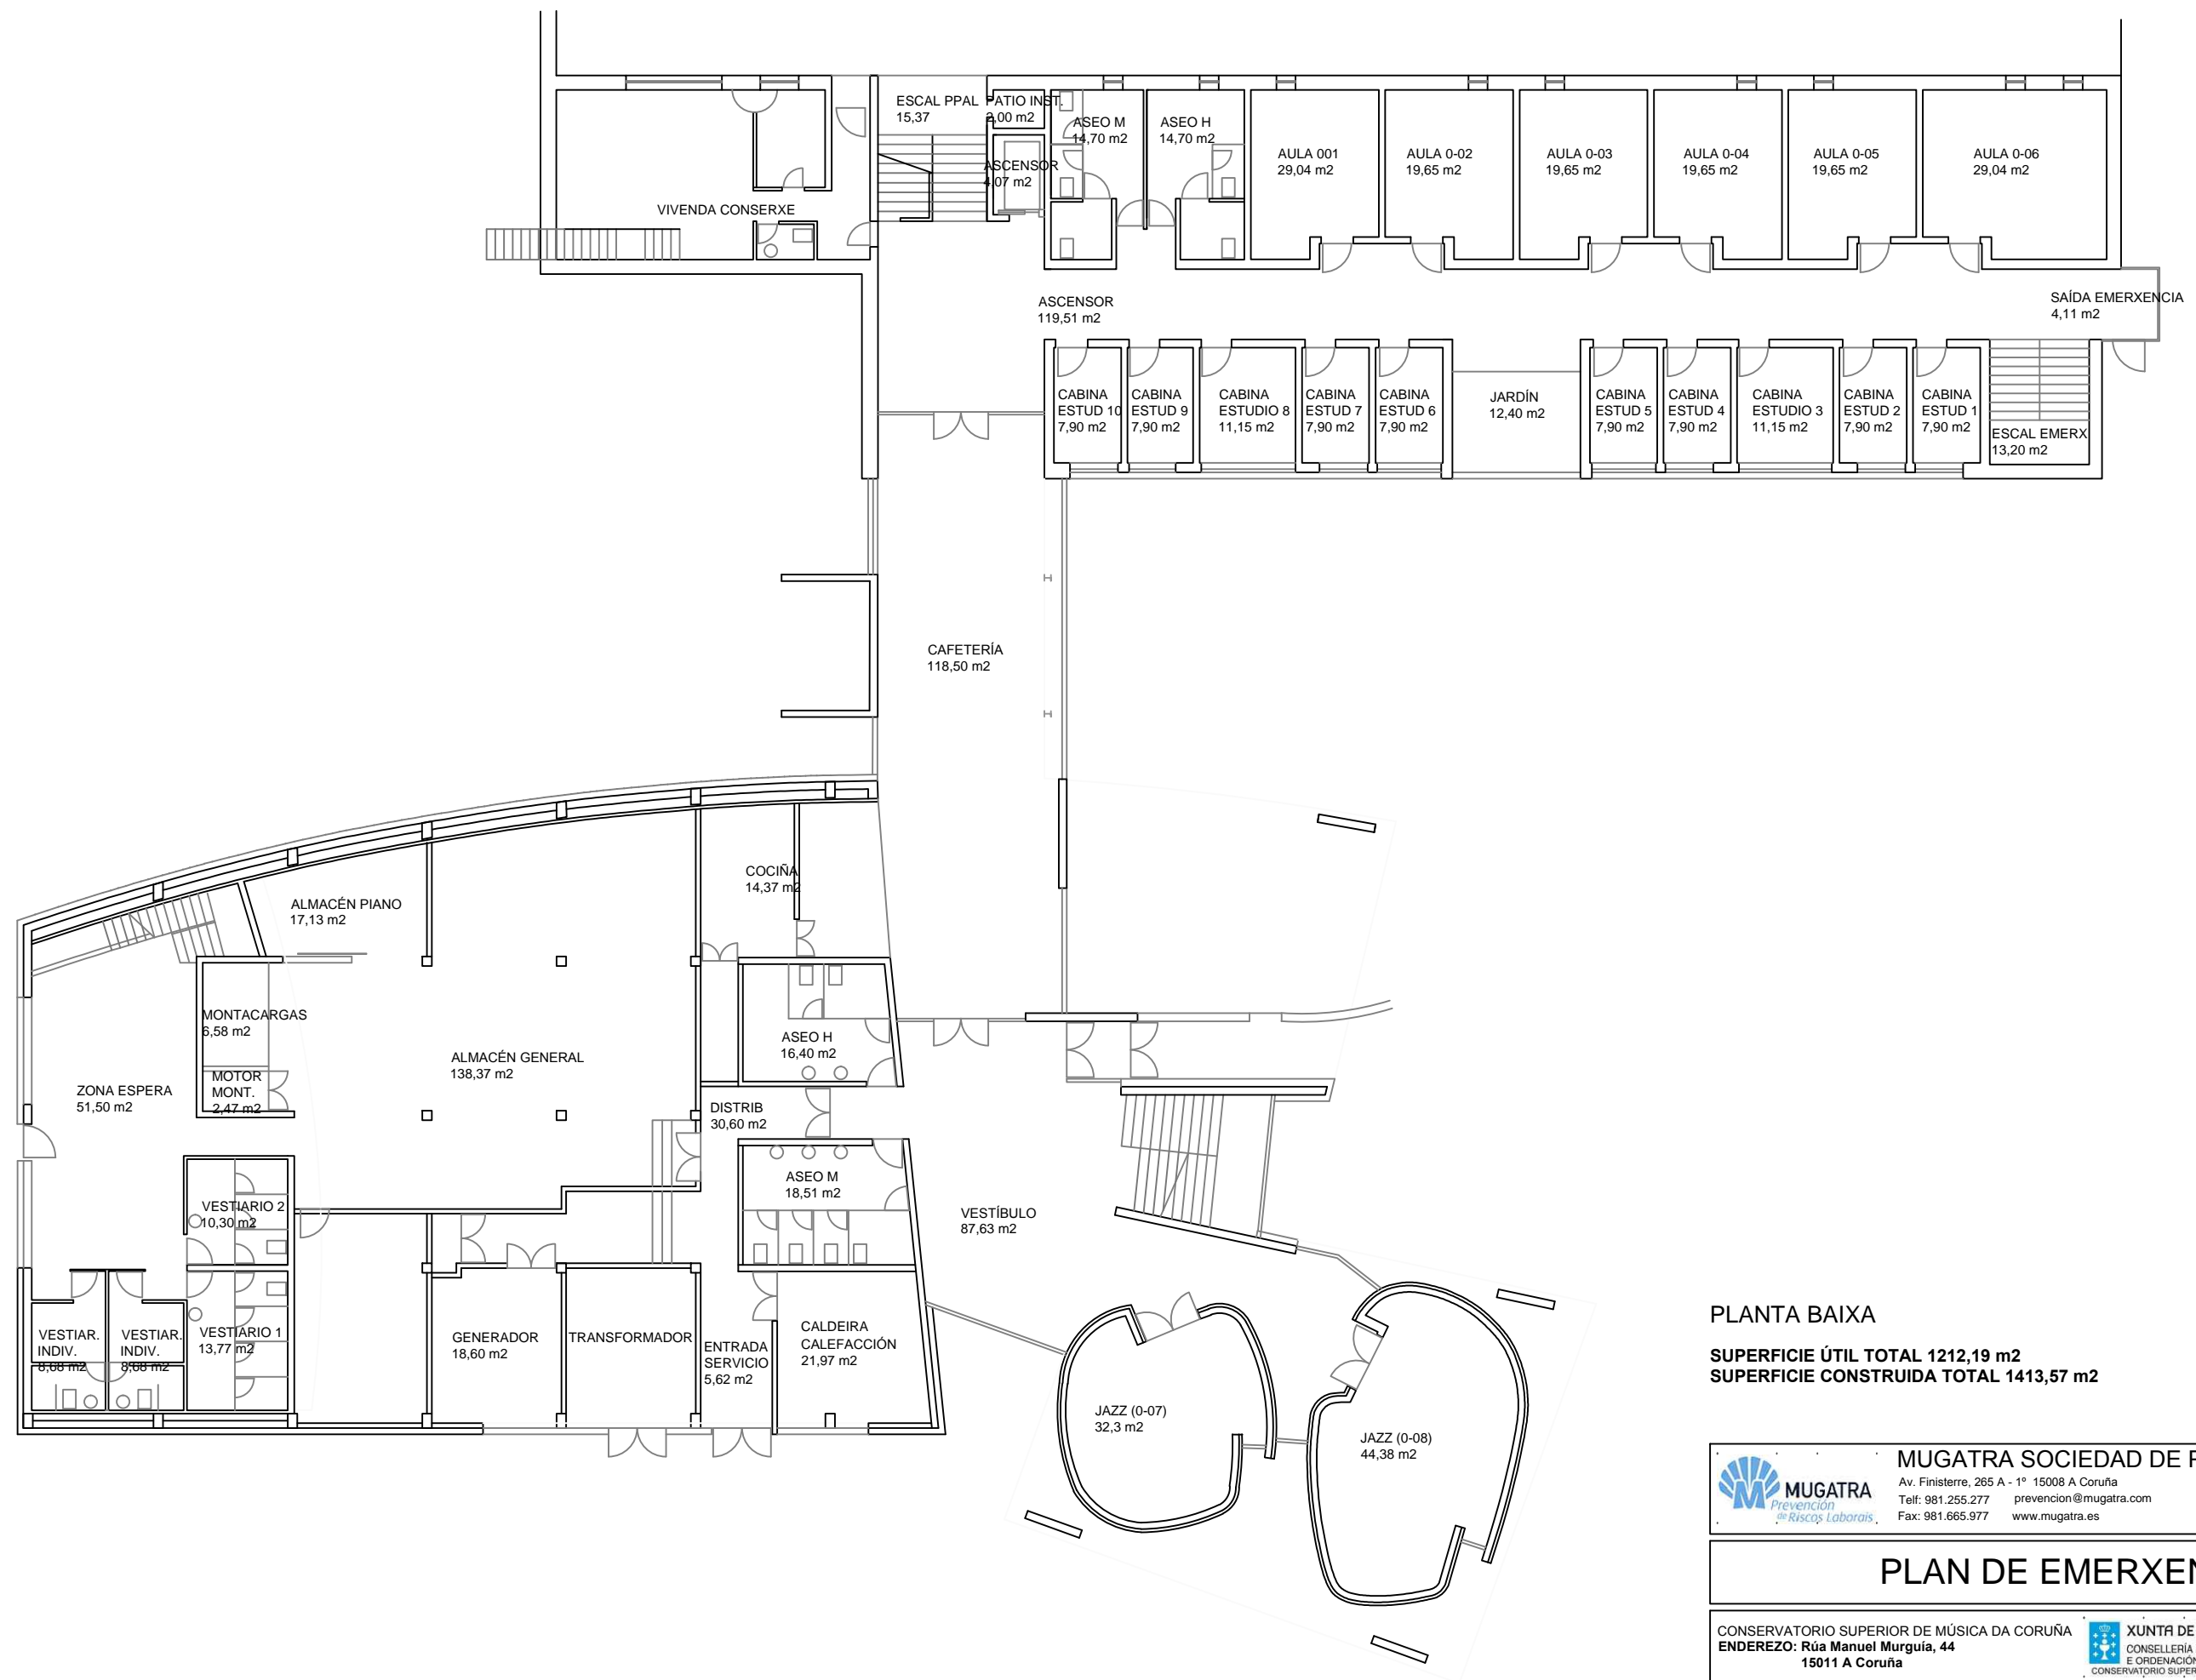 ESCAL PPAL
15,37
PATIO INST.
2,00 m2
ASCENSOR
4,07 m2
ASEO M
14,70 m2
ASEO H
14,70 m2
AULA 001
29,04 m2
AULA 0-02
19,65 m2
AULA 0-03
19,65 m2
AULA 0-04
19,65 m2
AULA 0-05
19,65 m2
AULA 0-06
29,04 m2
VIVENDA CONSERXE
ASCENSOR
119,51 m2
SAÍDA EMERXENCIA
4,11 m2
CABINA
ESTUD 10
7,90 m2
CABINA
ESTUD 9
7,90 m2
CABINA
ESTUDIO 8
11,15 m2
CABINA
ESTUD 7
7,90 m2
CABINA
ESTUD 6
7,90 m2
JARDÍN
12,40 m2
CABINA
ESTUD 5
7,90 m2
CABINA
ESTUD 4
7,90 m2
CABINA
ESTUDIO 3
11,15 m2
CABINA
ESTUD 2
7,90 m2
CABINA
ESTUD 1
7,90 m2
ESCAL EMERX
13,20 m2
CAFETERÍA
118,50 m2
COCIÑA
14,37 m2
ALMACÉN PIANO
17,13 m2
MONTACARGAS
6,58 m2
MOTOR
MONT.
2,47 m2
ZONA ESPERA
51,50 m2
ALMACÉN GENERAL
138,37 m2
ASEO H
16,40 m2
DISTRIB
30,60 m2
ASEO M
18,51 m2
VESTÍBULO
87,63 m2
VESTIARIO 2
10,30 m2
VESTIAR.
INDIV.
8,68 m2
VESTIAR.
INDIV.
8,68 m2
VESTIARIO 1
13,77 m2
GENERADOR
18,60 m2
TRANSFORMADOR
ENTRADA
SERVICIO
5,62 m2
CALDEIRA
CALEFACCIÓN
21,97 m2
JAZZ (0-07)
32,3 m2
JAZZ (0-08)
44,38 m2
PLANTA BAIXA
SUPERFICIE ÚTIL TOTAL 1212,19 m2
SUPERFICIE CONSTRUIDA TOTAL 1413,57 m2
MUGATRA
Prevención
de Riscos Laborais
MUGATRA SOCIEDAD DE P
Av. Finisterre, 265 A - 1º 15008 A Coruña
Telf: 981.255.277 prevencion@mugatra.com
Fax: 981.665.977 www.mugatra.es
PLAN DE EMERXEN
CONSERVATORIO SUPERIOR DE MÚSICA DA CORUÑA
ENDEREZO: Rúa Manuel Murguía, 44
15011 A Coruña
XUNTA DE
CONSELLERÍA
E ORDENACIÓN
CONSERVATORIO SUPER